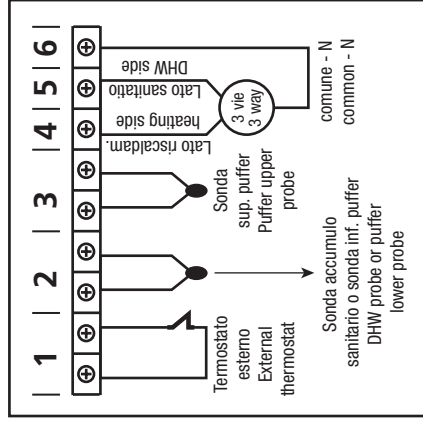 1
2
3
4
5
6
Termostato
esterno
External
thermostat
Sonda accumulo
sanitario o sonda inf. puffer
DHW probe or puffer
lower probe
Sonda
sup. puffer
Puffer upper
probe
Lato riscaldam.
heating side
Lato sanitatio
DHW side
3 vie
3 way
comune - N
common - N